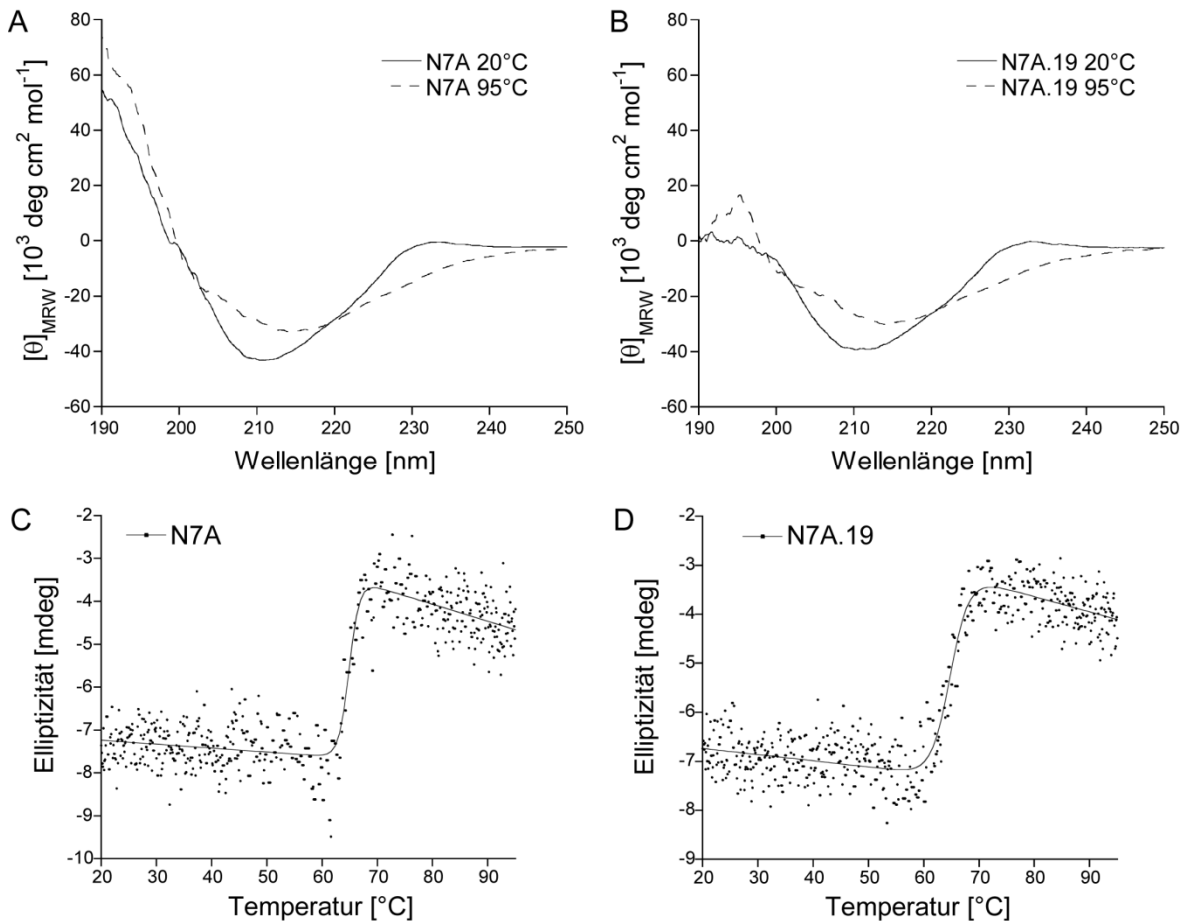 A
80
60
40
20
0
-20
-40
-60
[θ]MRW [10³ deg cm² mol⁻¹]
N7A 20°C
N7A 95°C
190 200 210 220 230 240 250
Wellenlänge [nm]
B
80
60
40
20
0
-20
-40
-60
[θ]MRW [10³ deg cm² mol⁻¹]
N7A.19 20°C
N7A.19 95°C
190 200 210 220 230 240 250
Wellenlänge [nm]
C
-2
-4
-5
-6
-7
-8
-9
-10
Elliptizität [mdeg]
N7A
20 30 40 50 60 70 80 90
Temperatur [°C]
D
-2
-3
-4
-5
-6
-7
-8
-9
Elliptizität [mdeg]
N7A.19
20 30 40 50 60 70 80 90
Temperatur [°C]